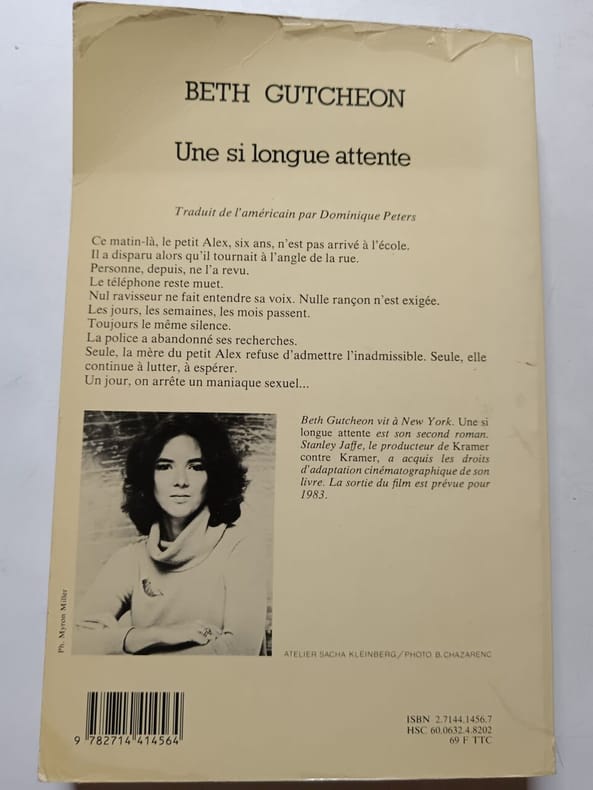 BETH GUTCHEON
Une si longue attente
Traduit de l'américain par Dominique Peters
Ce matin-là, le petit Alex, six ans, n'est pas arrivé à l'école.
Il a disparu alors qu'il tournait à l'angle de la rue.
Personne, depuis, ne l'a revu.
Le téléphone reste muet.
Nul ravisseur ne fait entendre sa voix. Nulle rançon n'est exigée.
Les jours, les semaines, les mois passent.
Toujours le même silence.
La police a abandonné ses recherches.
Seule, la mère du petit Alex refuse d'admettre l'inadmissible. Seule, elle
continue à lutter, à espérer.
Un jour, on arrête un maniaque sexuel...
Beth Gutcheon vit à New York. Une si
longue attente est son second roman.
Stanley Jaffe, le producteur de Kramer
contre Kramer, a acquis les droits
d'adaptation cinématographique de son
livre. La sortie du film est prévue pour
1983.
Ph. Myron Miller
ATELIER SACHA KLEINBERG/PHOTO B.CHAZARENC
9 782714 414564
ISBN 2.7144.1456.7
HSC 60.0632.4.8202
69 F TTC